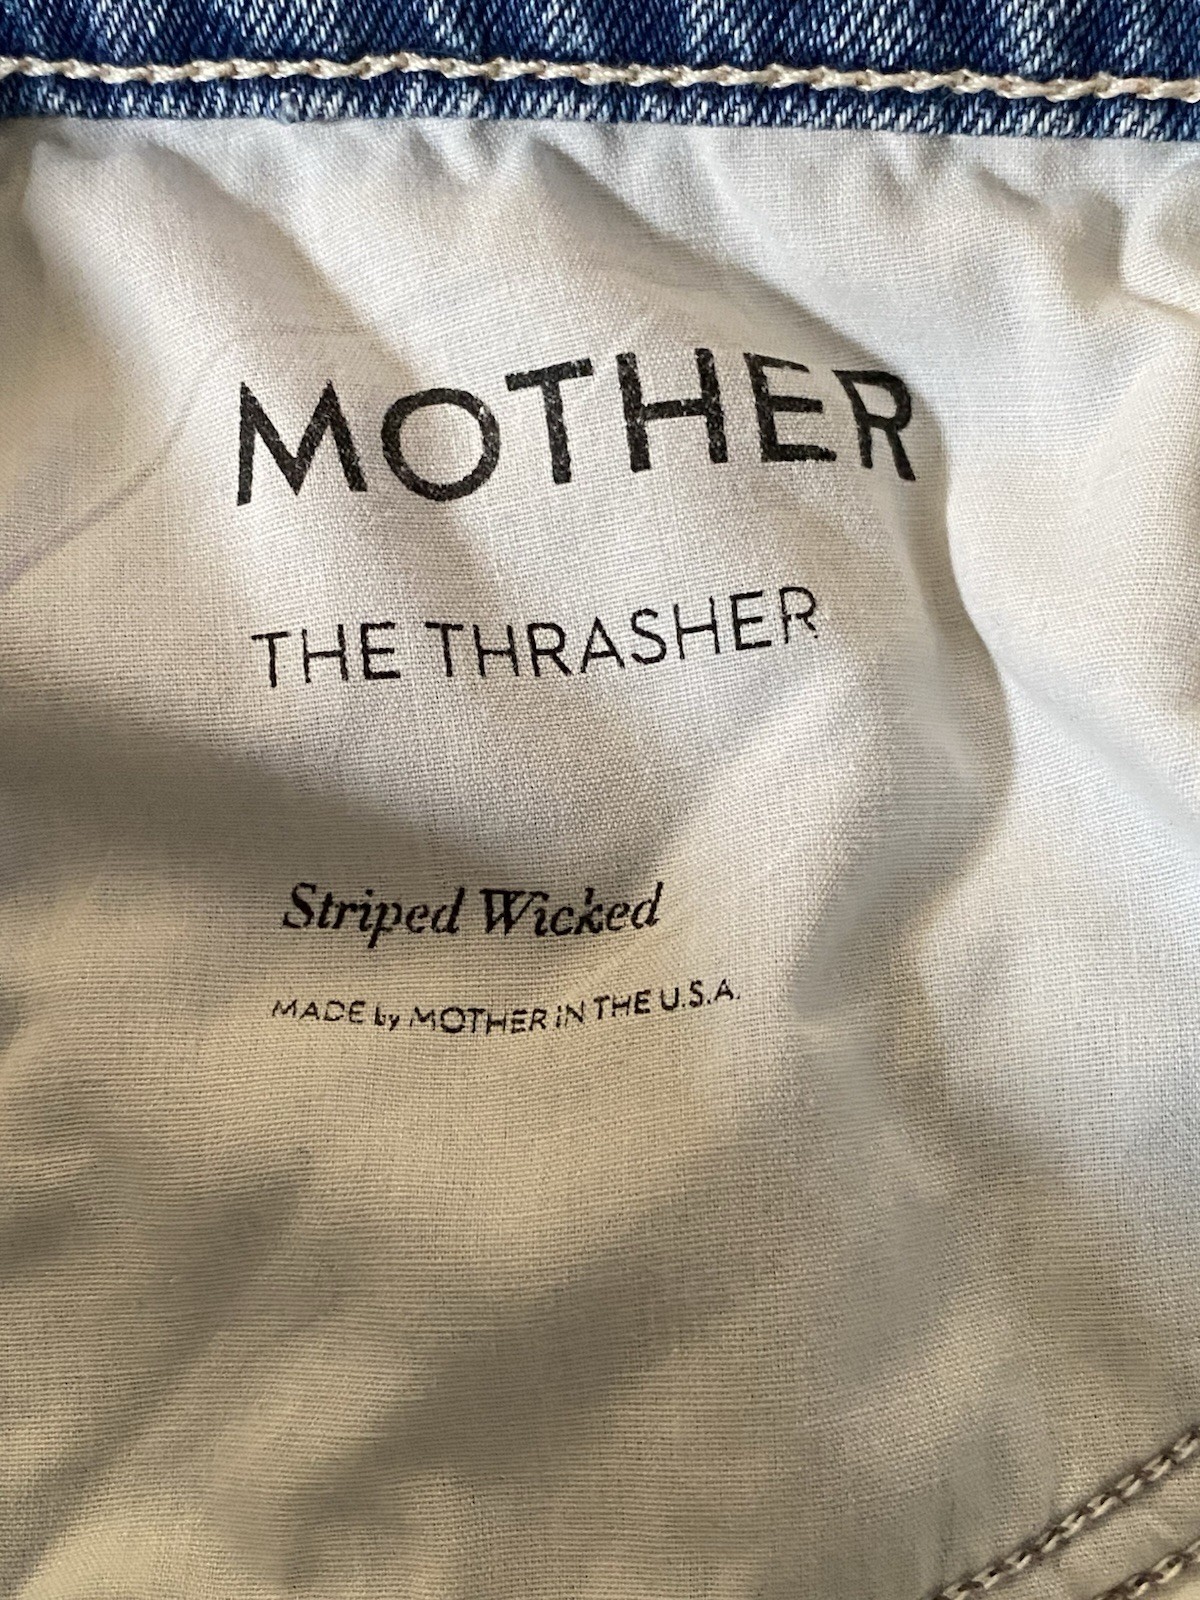 MOTHER
THE THRASHER
Striped Wicked
MADE by MOTHER IN THE U.S.A.